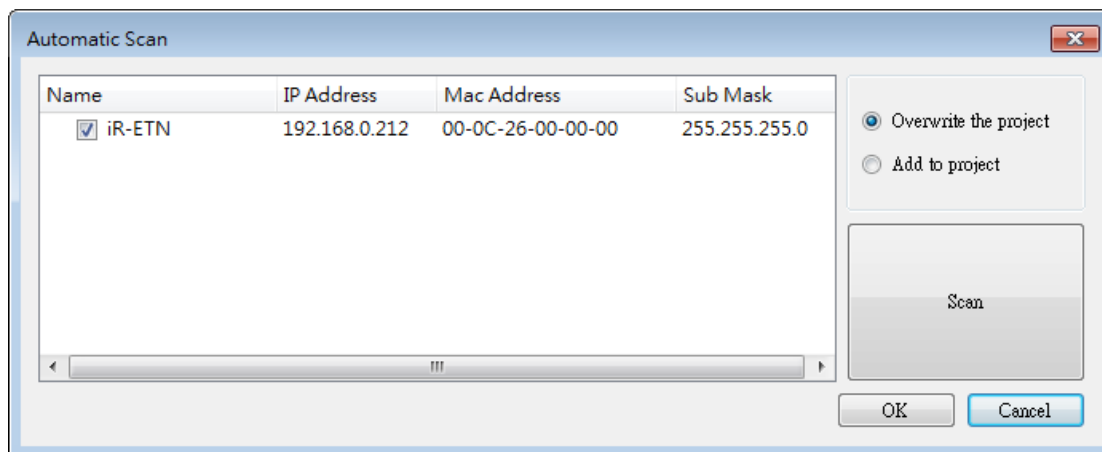 Automatic Scan
Name IP Address Mac Address Sub Mask
iR-ETN 192.168.0.212 00-0C-26-00-00-00 255.255.255.0
Overwrite the project
Add to project
Scan
OK Cancel